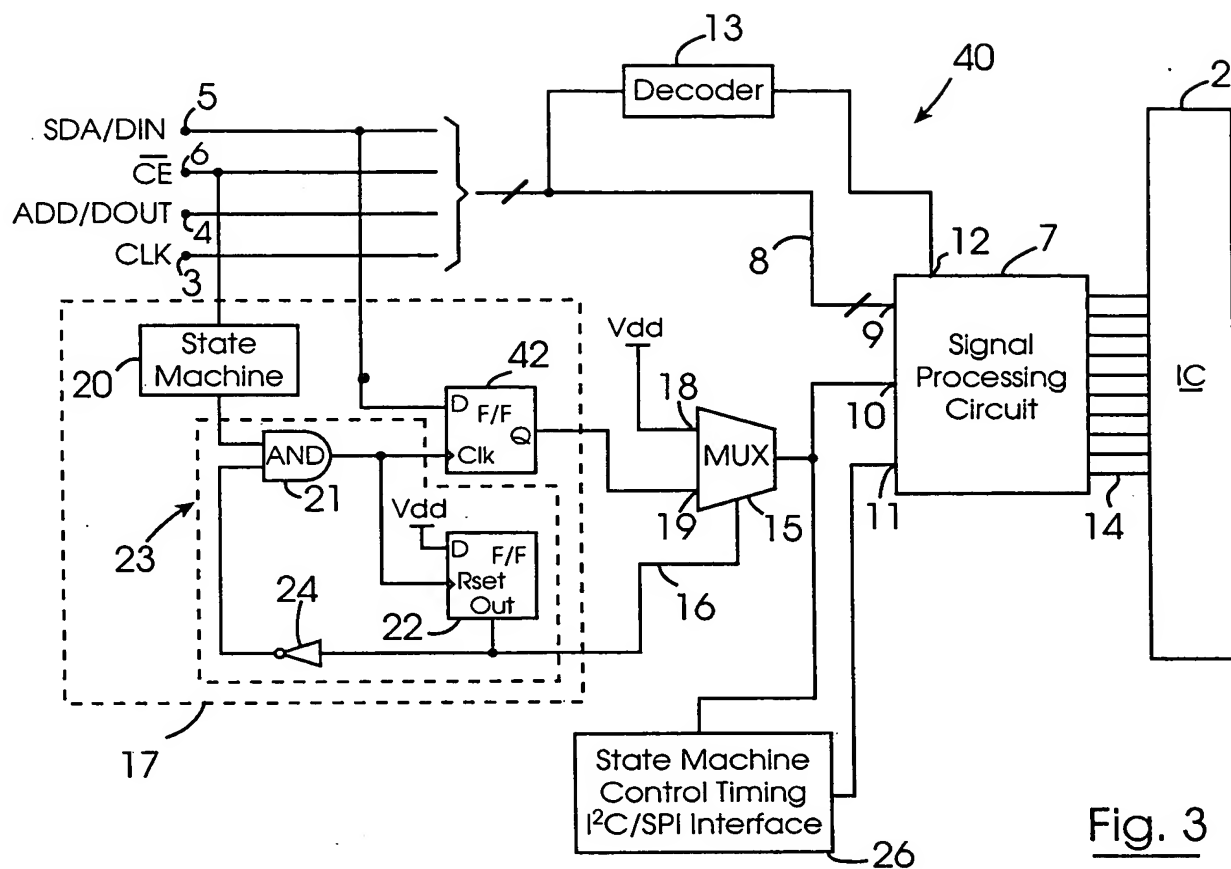 13
Decoder
40
2
SDA/DIN
5
C̅E̅
6
ADD/DOUT
4
CLK
3
8
12
7
9
Signal
Processing
Circuit
IC
10
11
14
State
Machine
20
42
D
F/F
Q
Clk
Vdd
18
MUX
19
15
AND
21
23
Vdd
D
F/F
Rset
Out
22
24
16
17
State Machine
Control Timing
I²C/SPI Interface
26
Fig. 3